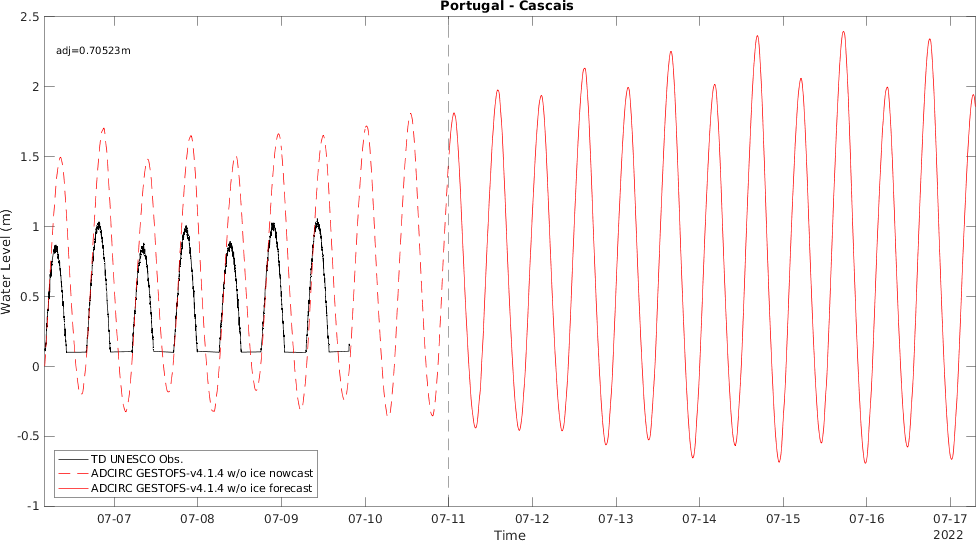 Portugal - Cascais
adj=0.70523m
Water Level (m)
2.5
2
1.5
1
0.5
0
-0.5
-1
TD UNESCO Obs.
ADCIRC GESTOFS-v4.1.4 w/o ice nowcast
ADCIRC GESTOFS-v4.1.4 w/o ice forecast
07-07 07-08 07-09 07-10 07-11 07-12 07-13 07-14 07-15 07-16 07-17
Time
2022